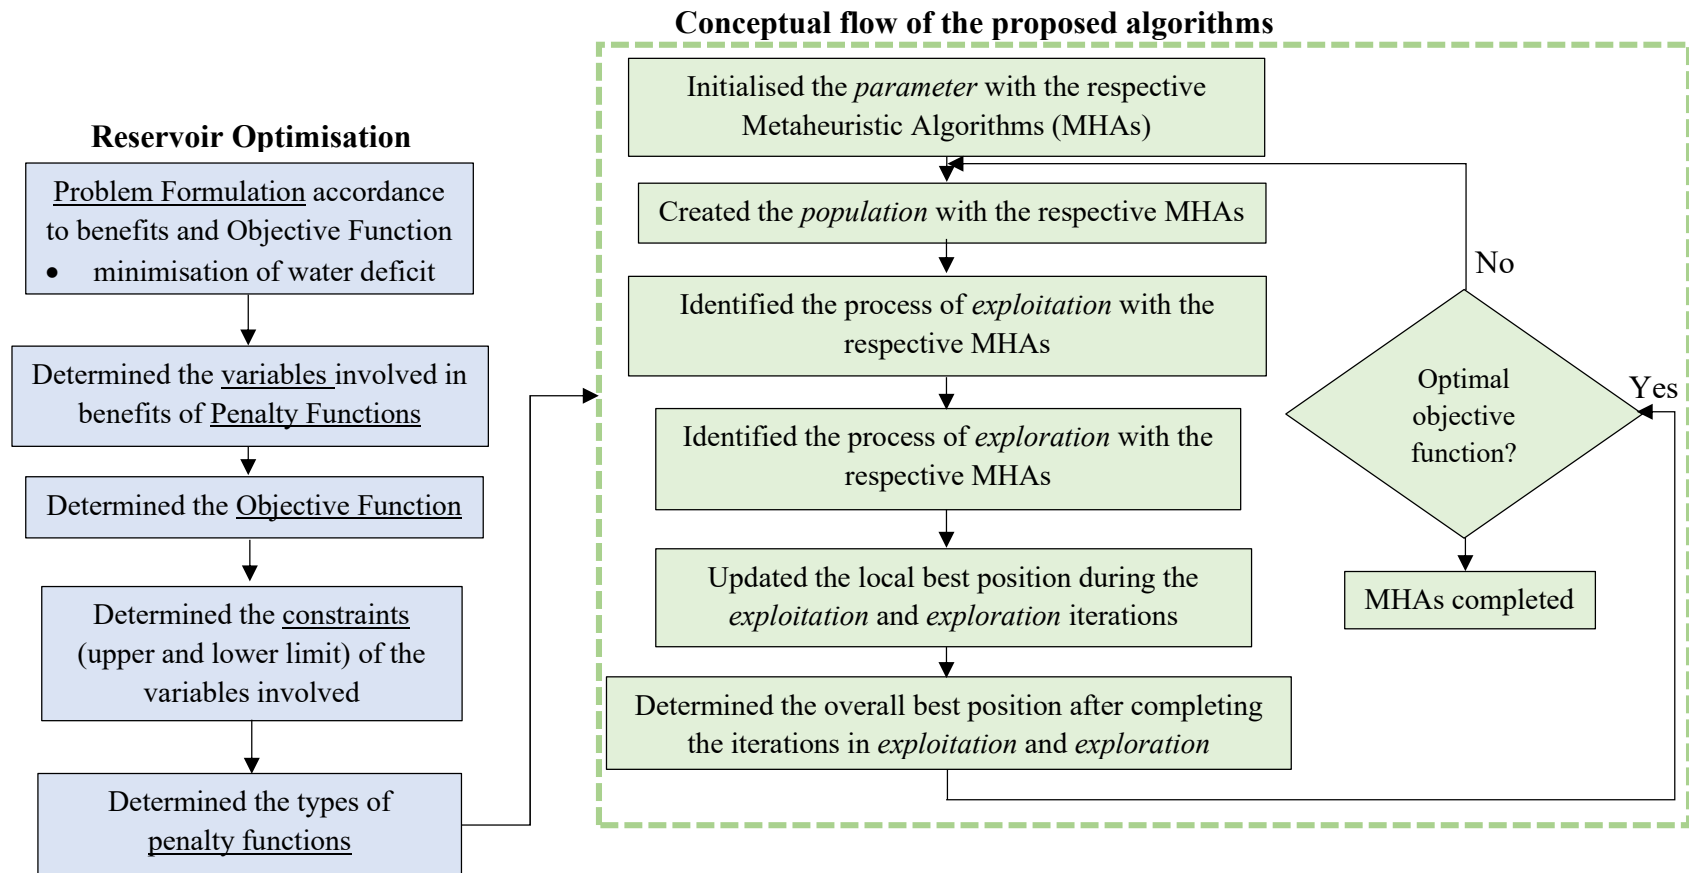 Conceptual flow of the proposed algorithms
Reservoir Optimisation
Problem Formulation accordance
to benefits and Objective Function
• minimisation of water deficit
Determined the variables involved in
benefits of Penalty Functions
Determined the Objective Function
Determined the constraints
(upper and lower limit) of the
variables involved
Determined the types of
penalty functions
Initialised the parameter with the respective
Metaheuristic Algorithms (MHAs)
Created the population with the respective MHAs
Identified the process of exploitation with the
respective MHAs
Identified the process of exploration with the
respective MHAs
Updated the local best position during the
exploitation and exploration iterations
Determined the overall best position after completing
the iterations in exploitation and exploration
No
Optimal
objective
function?
Yes
MHAs completed